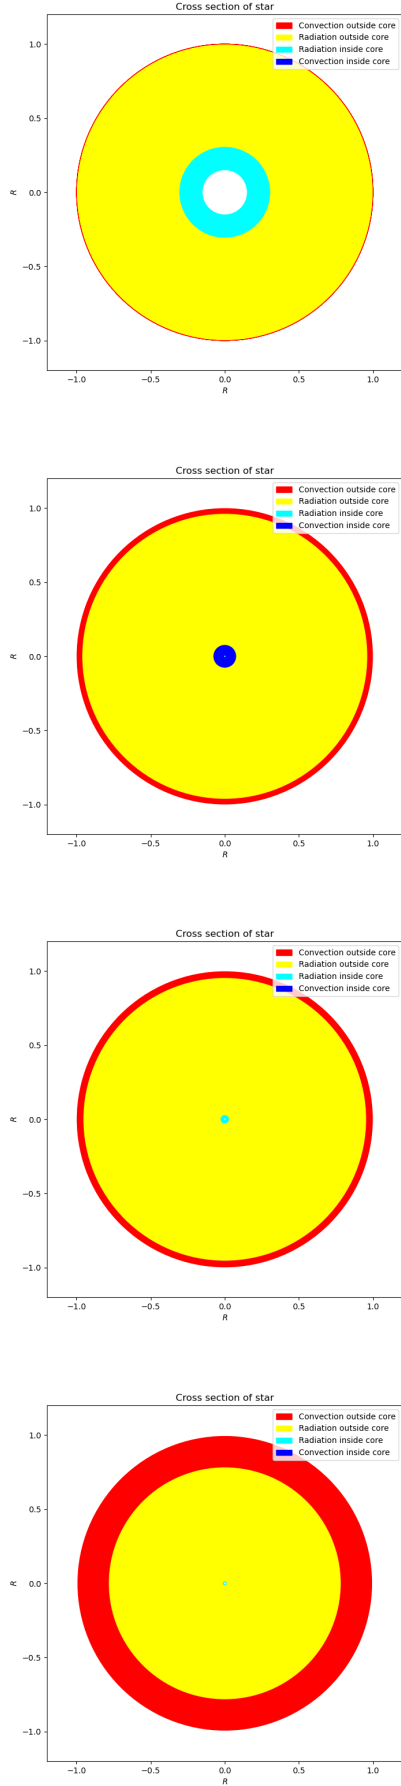 Cross section of star
Convection outside core
Radiation outside core
Radiation inside core
Convection inside core
1.0
0.5
0.0
−0.5
−1.0
R
−1.0 −0.5 0.0 0.5 1.0
R
Cross section of star
Convection outside core
Radiation outside core
Radiation inside core
Convection inside core
1.0
0.5
0.0
−0.5
−1.0
R
−1.0 −0.5 0.0 0.5 1.0
R
Cross section of star
Convection outside core
Radiation outside core
Radiation inside core
Convection inside core
1.0
0.5
0.0
−0.5
−1.0
R
−1.0 −0.5 0.0 0.5 1.0
R
Cross section of star
Convection outside core
Radiation outside core
Radiation inside core
Convection inside core
1.0
0.5
0.0
−0.5
−1.0
R
−1.0 −0.5 0.0 0.5 1.0
R